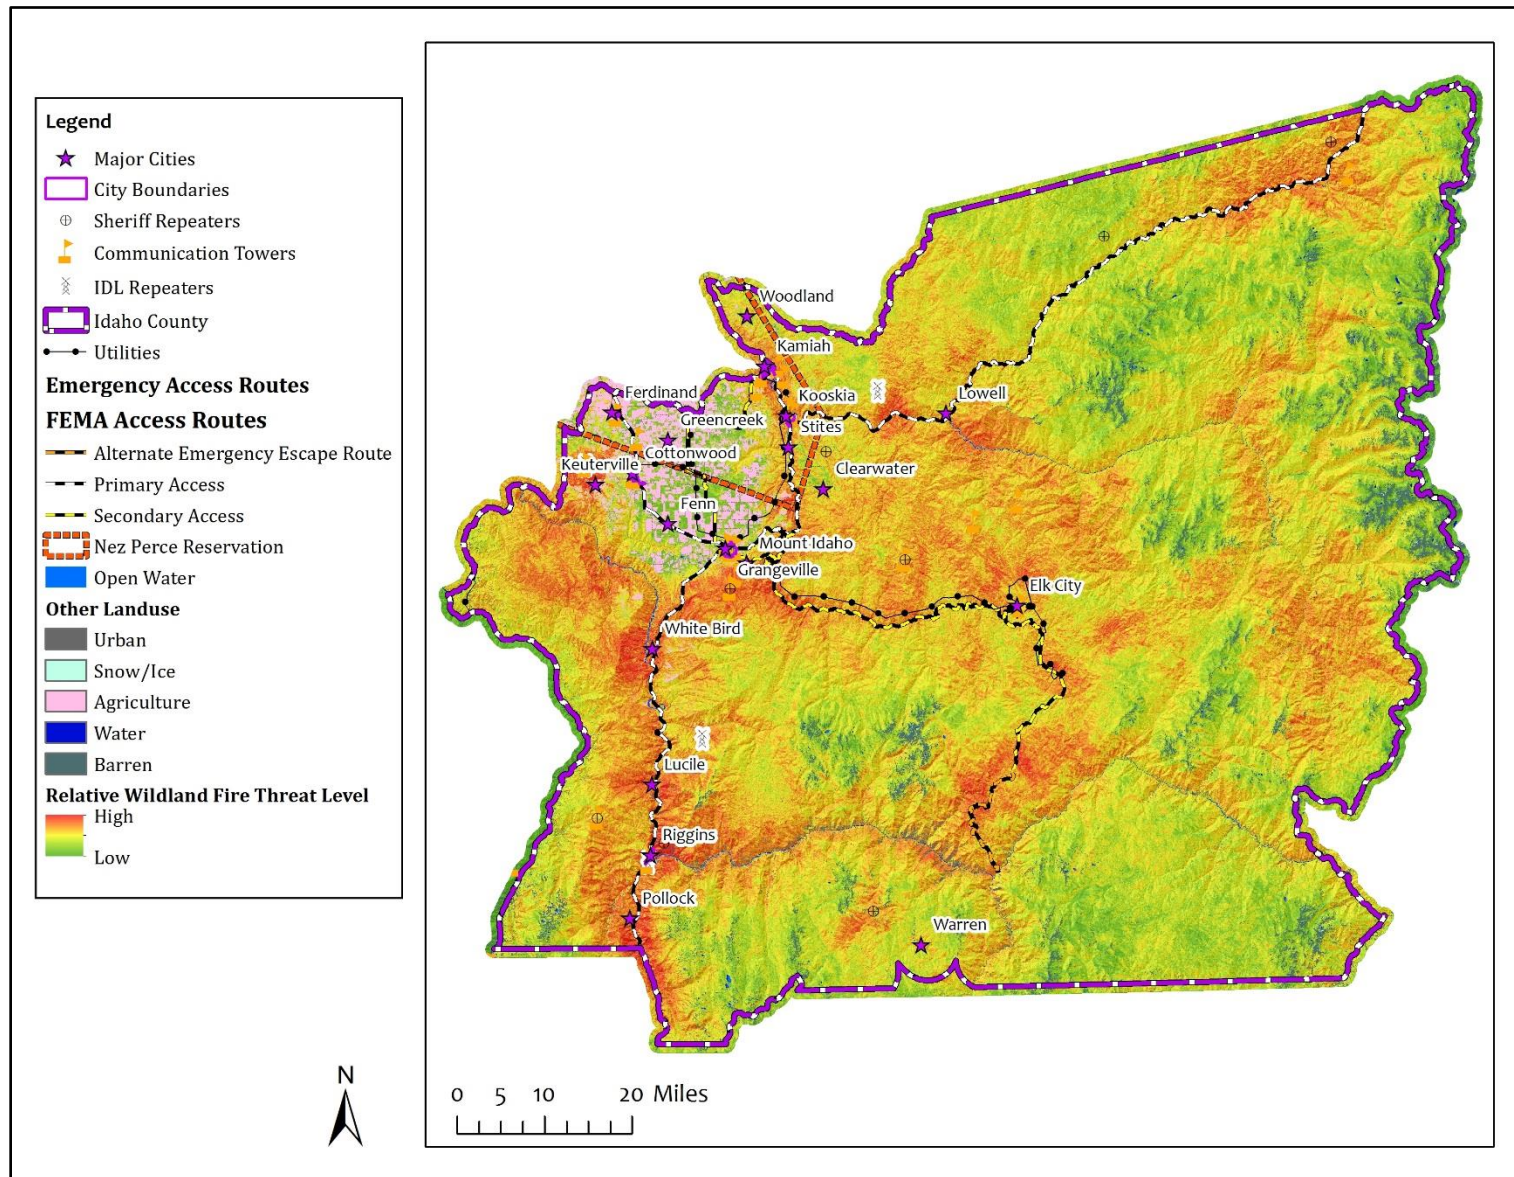 Legend
Major Cities
City Boundaries
Sheriff Repeaters
Communication Towers
IDL Repeaters
Idaho County
Utilities
Emergency Access Routes
FEMA Access Routes
Alternate Emergency Escape Route
Primary Access
Secondary Access
Nez Perce Reservation
Open Water
Other Landuse
Urban
Snow/Ice
Agriculture
Water
Barren
Relative Wildland Fire Threat Level
High
Low
N
Woodland
Kamiah
Ferdinand
Kooskia
Lowell
Greencreek
Stites
Cottonwood
Keuterville
Clearwater
Fenn
Mount Idaho
Grangeville
Elk City
White Bird
Lucile
Riggins
Pollock
Warren
0 5 10 20 Miles